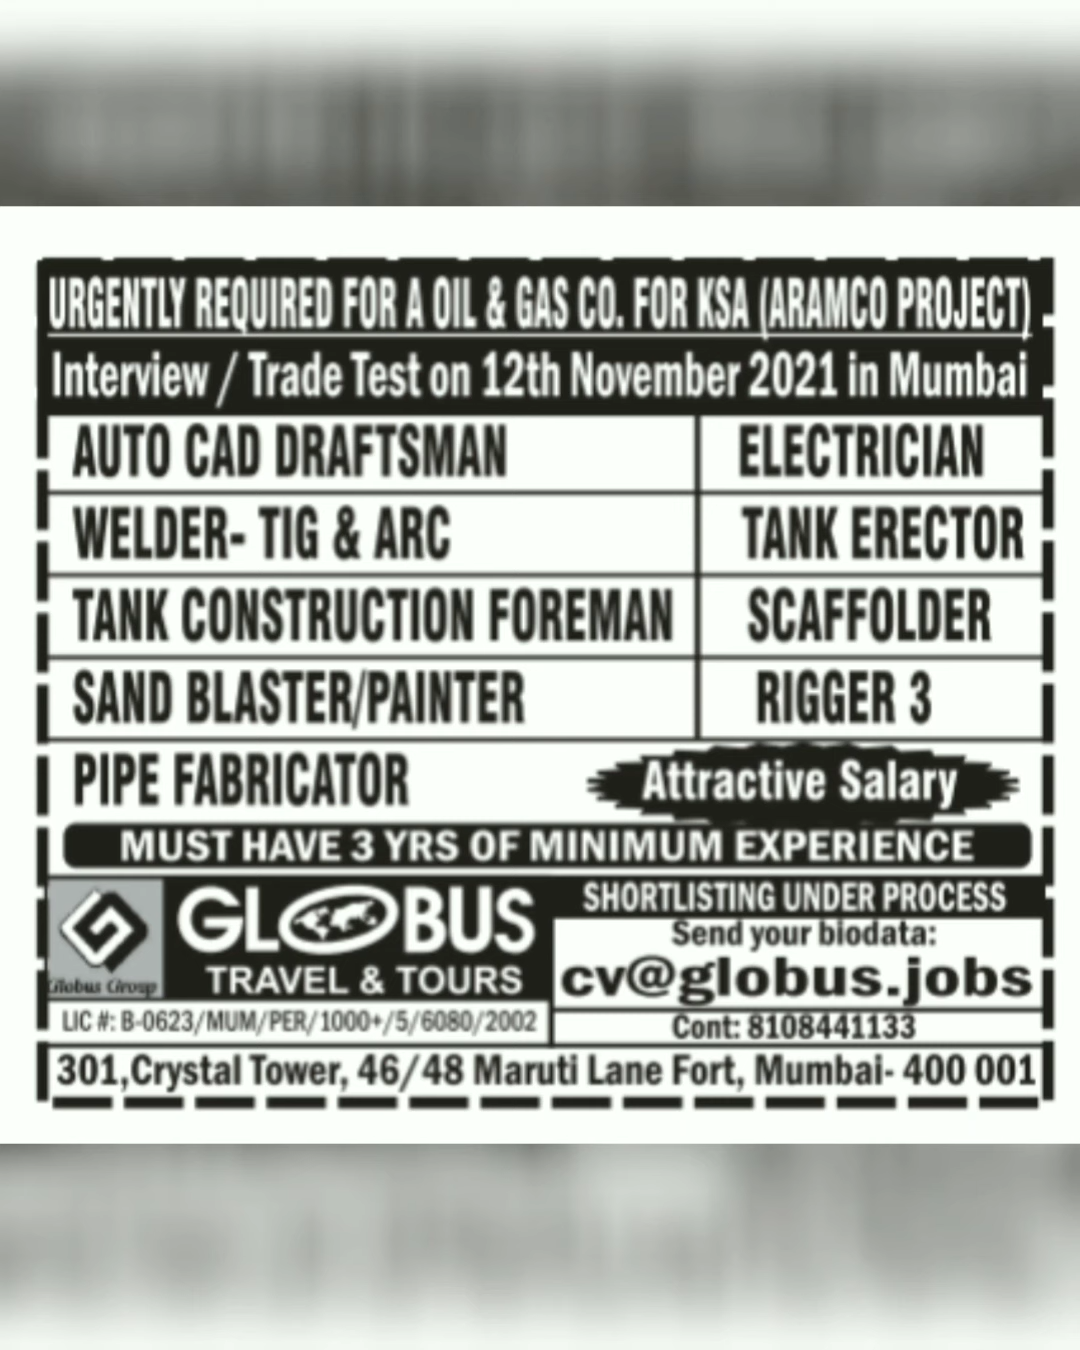 URGENTLY REQUIRED FOR A OIL & GAS CO. FOR KSA (ARAMCO PROJECT)
Interview / Trade Test on 12th November 2021 in Mumbai
AUTO CAD DRAFTSMAN ELECTRICIAN
WELDER- TIG & ARC TANK ERECTOR
TANK CONSTRUCTION FOREMAN SCAFFOLDER
SAND BLASTER/PAINTER RIGGER 3
PIPE FABRICATOR Attractive Salary
MUST HAVE 3 YRS OF MINIMUM EXPERIENCE
Globus Group
GLOBUS
TRAVEL & TOURS
LIC #: B-0623/MUM/PER/1000+/5/6080/2002
SHORTLISTING UNDER PROCESS
Send your biodata:
cv@globus.jobs
Cont: 8108441133
301,Crystal Tower, 46/48 Maruti Lane Fort, Mumbai- 400 001